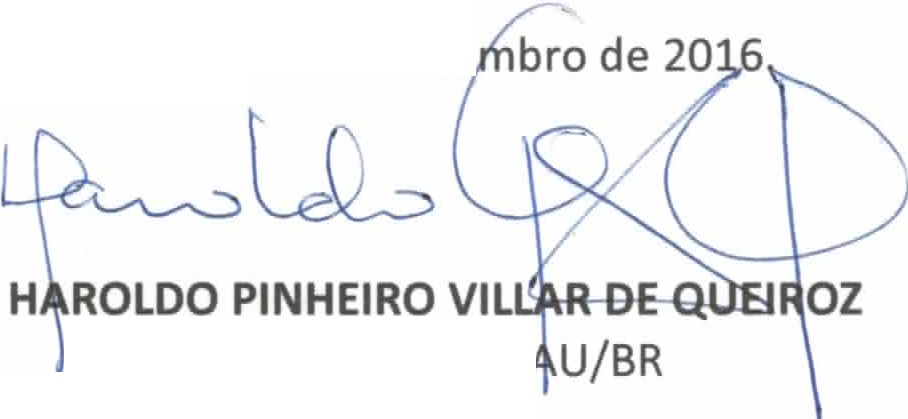 mbro de 2016.
Haroldo
HAROLDO PINHEIRO VILLAR DE QUEIROZ
AU/BR